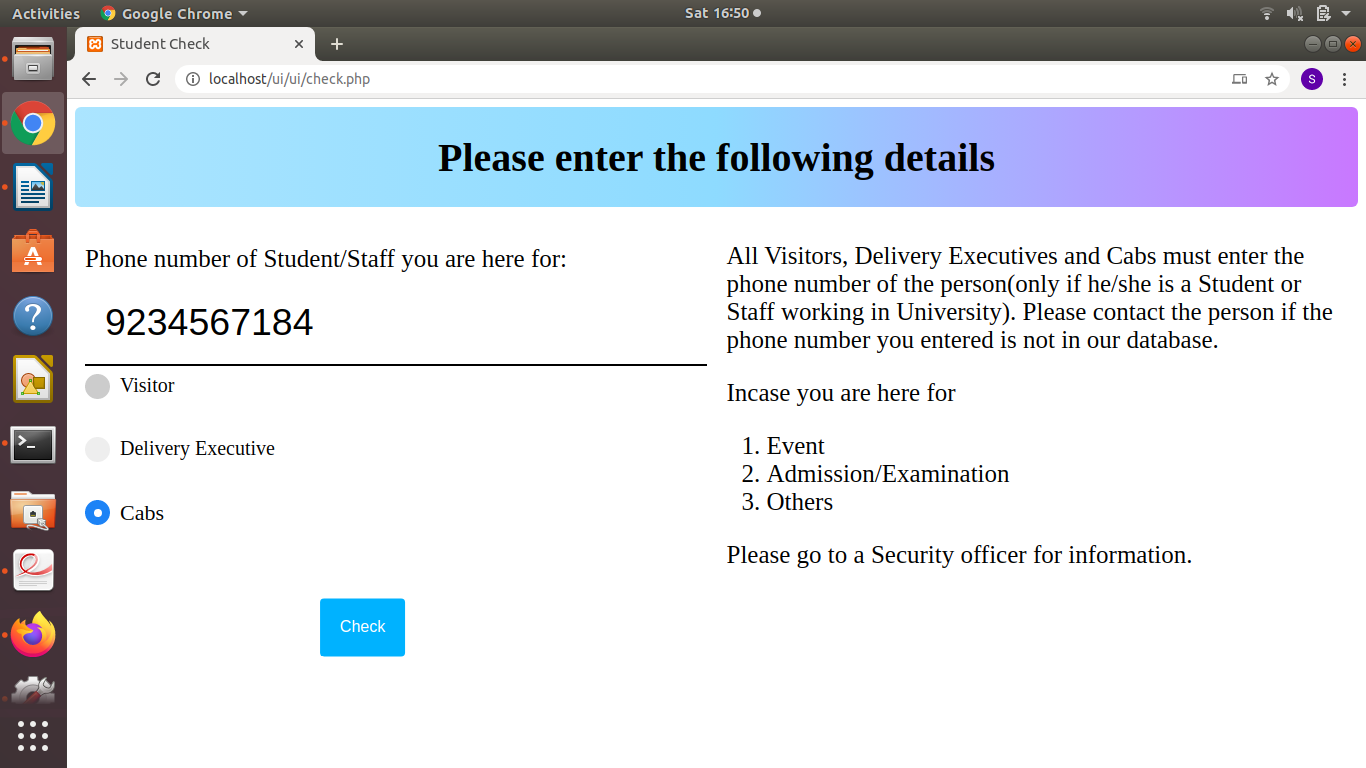 Activities
Google Chrome
Sat 16:50
Student Check
localhost/ui/ui/check.php
S
Please enter the following details
Phone number of Student/Staff you are here for:
9234567184
Visitor
Delivery Executive
Cabs
Check
All Visitors, Delivery Executives and Cabs must enter the
phone number of the person(only if he/she is a Student or
Staff working in University). Please contact the person if the
phone number you entered is not in our database.
Incase you are here for
1. Event
2. Admission/Examination
3. Others
Please go to a Security officer for information.